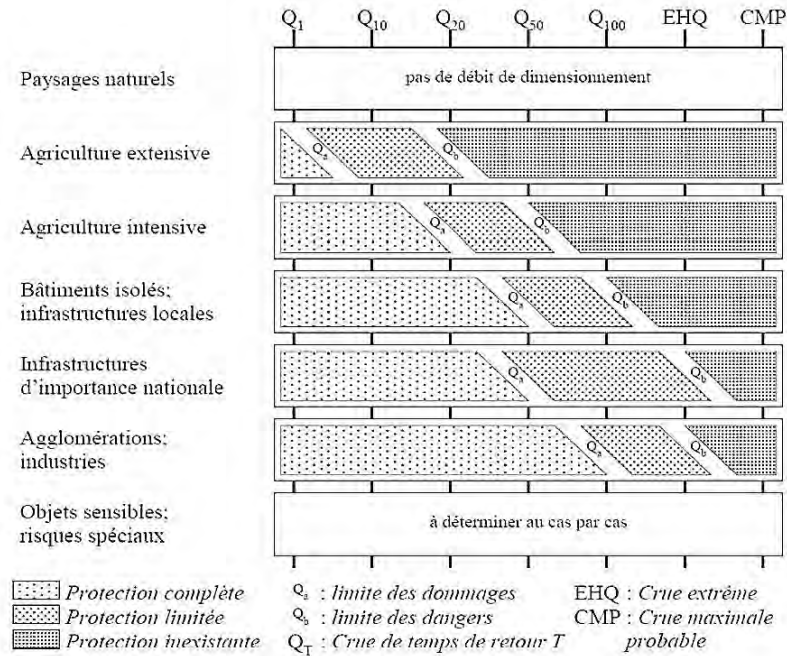 Q1 Q10 Q20 Q50 Q100 EHQ CMP
Paysages naturels
pas de débit de dimensionnement
Agriculture extensive
Qa Qb
Agriculture intensive
Qa Qb
Bâtiments isolés;
infrastructures locales
Qa Qb
Infrastructures
d'importance nationale
Qa Qb
Agglomérations;
industries
Qa Qb
Objets sensibles;
risques spéciaux
à déterminer au cas par cas
Protection complète Qa : limite des dommages EHQ : Crue extrême
Protection limitée Qb : limite des dangers CMP : Crue maximale
Protection inexistante QT : Crue de temps de retour T probable